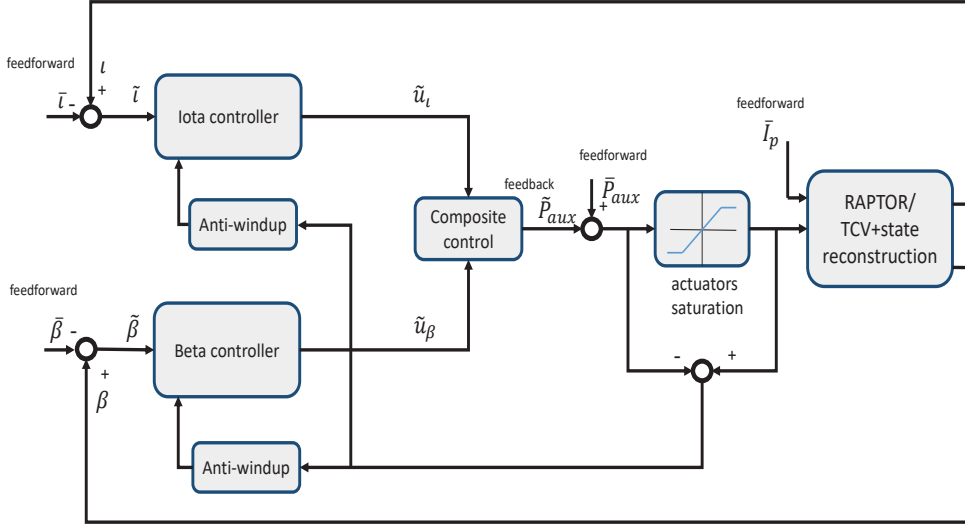 feedforward
ι
ῑ - + ι̃
Iota controller
ũ_ι
Anti-windup
feedforward
Ī_p
feedforward
P̄_aux
+
feedback
P̃_aux
Composite
control
RAPTOR/
TCV+state
reconstruction
actuators
saturation
feedforward
β̄ - β̃
+
β
Beta controller
ũ_β
- +
Anti-windup